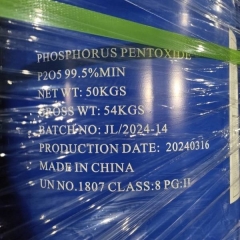 PHOSPHORUS PENTOXIDE
P2O5 99.5%MIN
NET WT: 50KGS
GROSS WT: 54KGS
BATCH NO: JL/2024-14
PRODUCTION DATE: 20240316
MADE IN CHINA
UN NO.1807 CLASS:8 PG:II